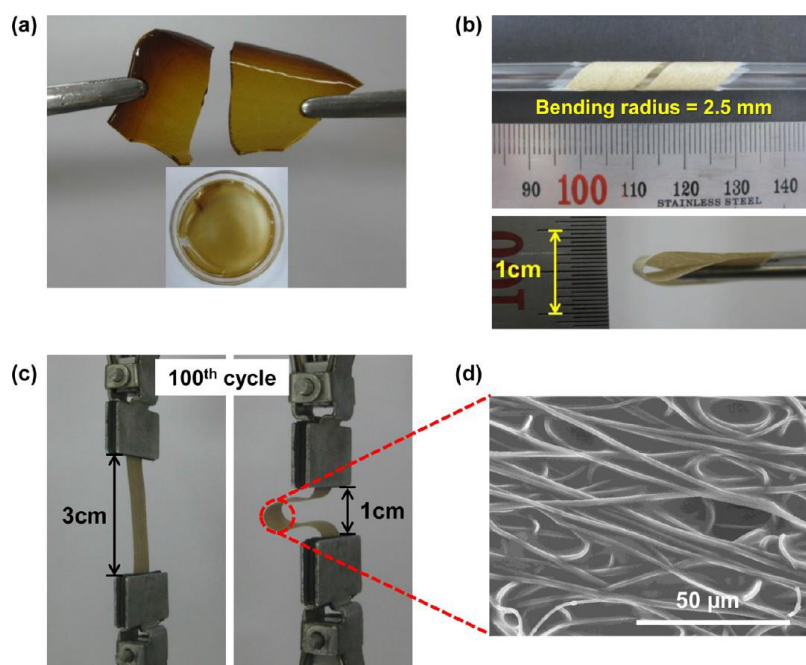 (a)
(b)
Bending radius = 2.5 mm
90 100 110 120 130 140
STAINLESS STEEL
100
1cm
(c)
100th cycle
3cm
1cm
(d)
50 μm